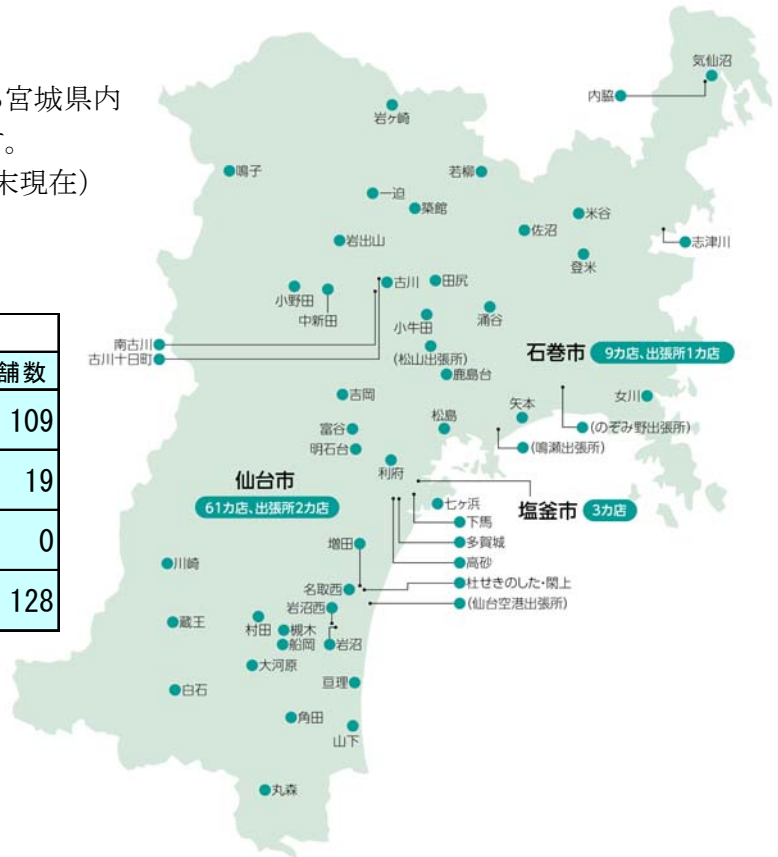 宮城県内
。
末現在）
舗数
109
19
0
128
気仙沼
内脇
岩ヶ崎
鳴子
若柳
一迫
築館
米谷
佐沼
岩出山
志津川
登米
古川
田尻
小野田
中新田
涌谷
小牛田
南古川
古川十日町
(松山出張所)
石巻市 9カ店、出張所1カ店
鹿島台
吉岡
女川
矢本
松島
(のぞみ野出張所)
富谷
明石台
(鳴瀬出張所)
利府
仙台市
61カ店、出張所2カ店
七ヶ浜
塩釜市 3カ店
下馬
多賀城
増田
高砂
川崎
杜せきのした・閖上
名取西
(仙台空港出張所)
岩沼西
蔵王
村田
槻木
船岡
岩沼
大河原
亘理
白石
角田
山下
丸森